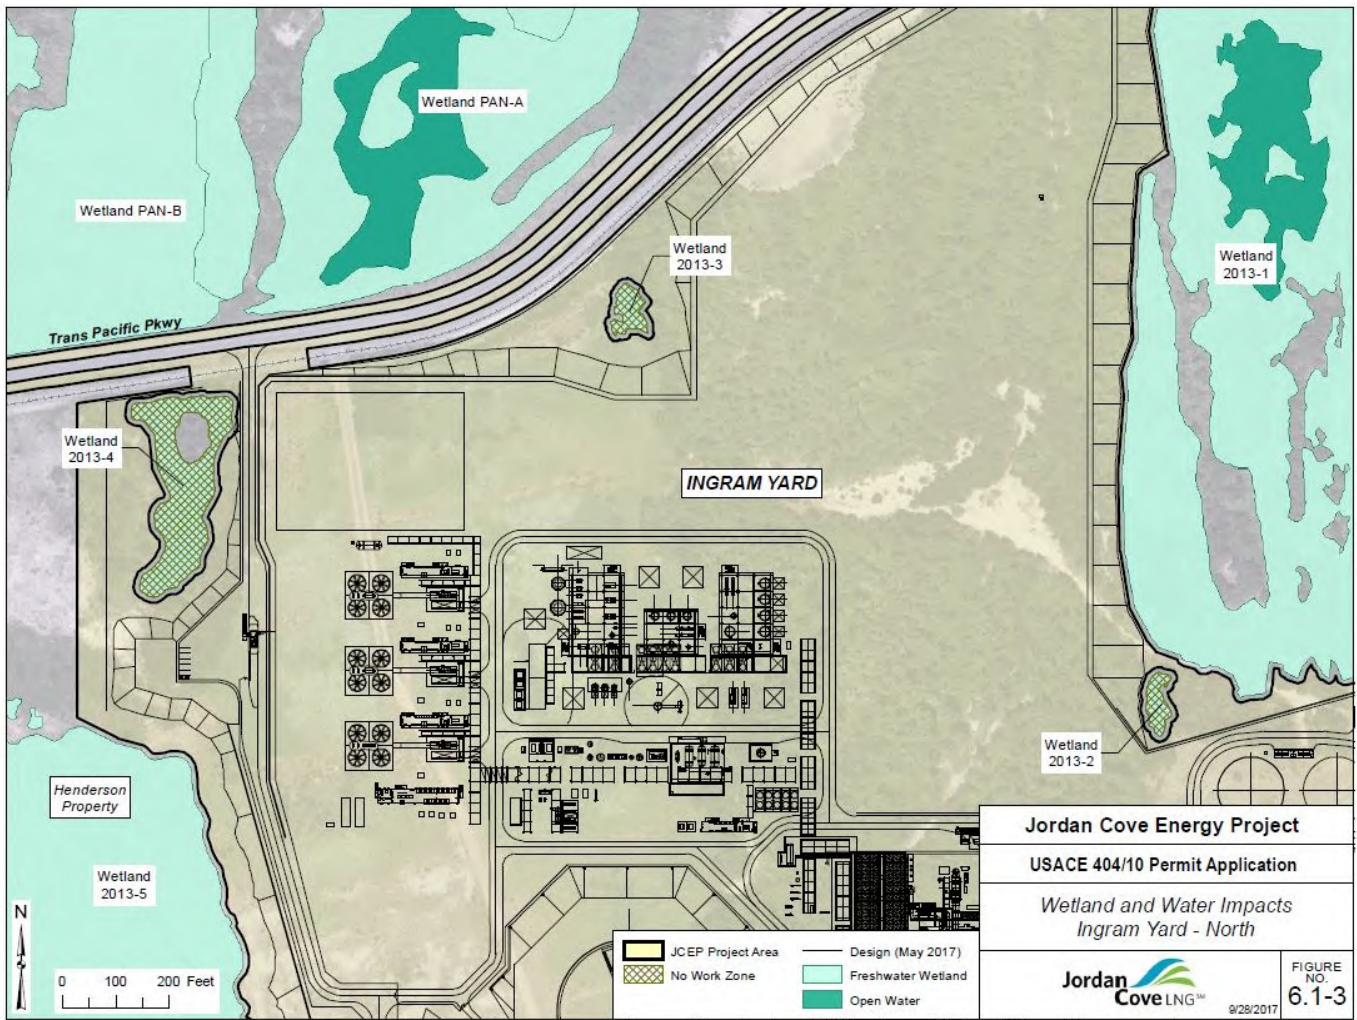 Wetland PAN-A
Wetland PAN-B
Wetland
2013-3
Wetland
2013-1
Trans Pacific Pkwy
Wetland
2013-4
INGRAM YARD
Wetland
2013-2
Henderson
Property
Wetland
2013-5
N
0 100 200 Feet
JCEP Project Area
No Work Zone
Design (May 2017)
Freshwater Wetland
Open Water
Jordan Cove Energy Project
USACE 404/10 Permit Application
Wetland and Water Impacts
Ingram Yard - North
Jordan
Cove LNG SM
9/28/2017
FIGURE
NO.
6.1-3